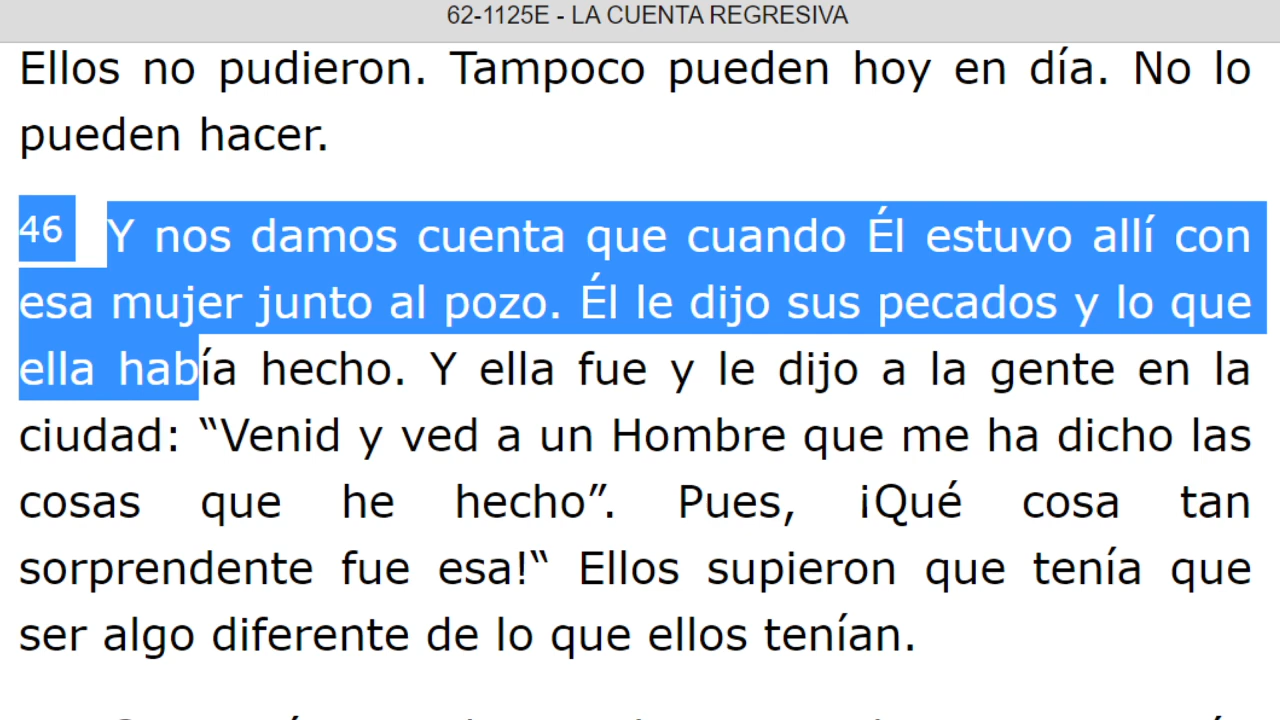 62-1125E - LA CUENTA REGRESIVA
Ellos no pudieron. Tampoco pueden hoy en día. No lo
pueden hacer.
46 Y nos damos cuenta que cuando Él estuvo allí con
esa mujer junto al pozo. Él le dijo sus pecados y lo que
ella había hecho. Y ella fue y le dijo a la gente en la
ciudad: “Venid y ved a un Hombre que me ha dicho las
cosas que he hecho”. Pues, ¡Qué cosa tan
sorprendente fue esa!“ Ellos supieron que tenía que
ser algo diferente de lo que ellos tenían.